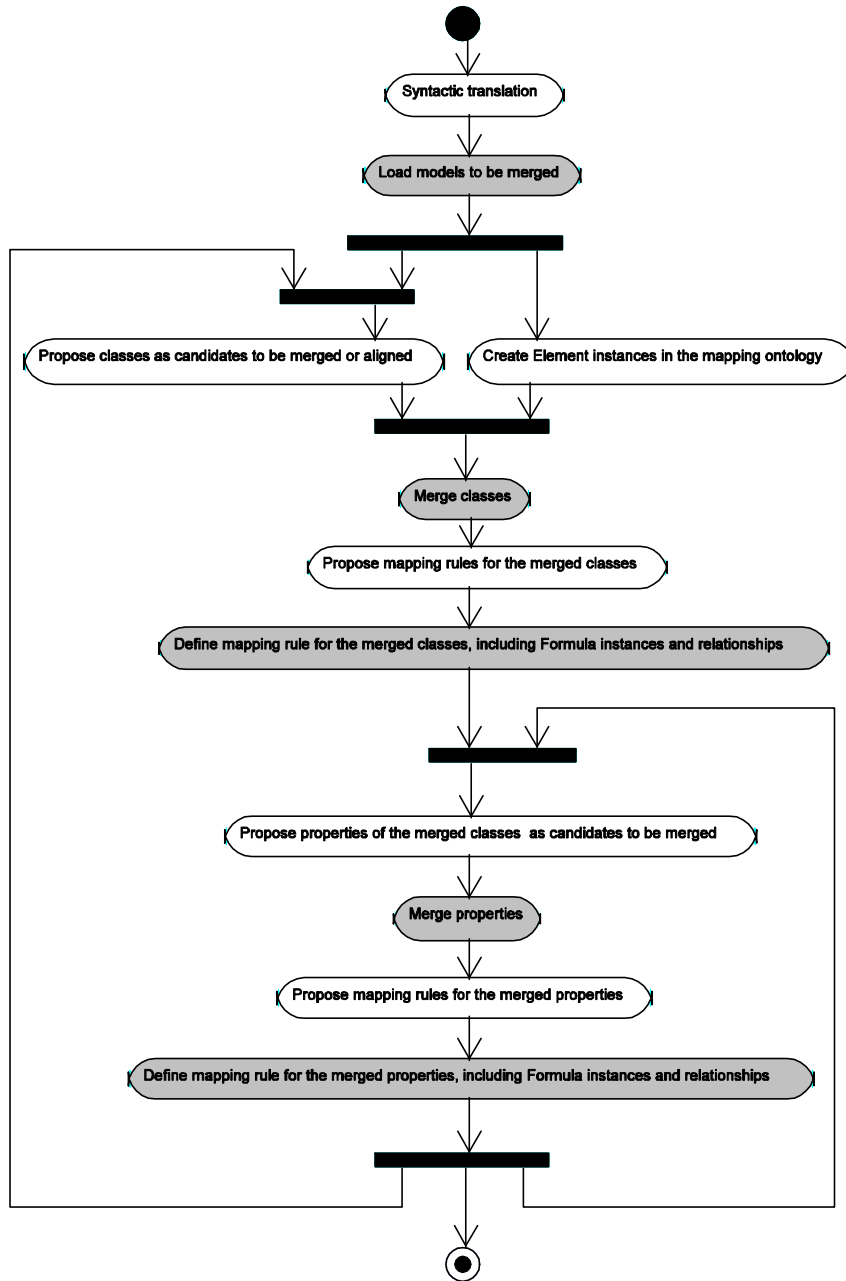 Syntactic translation
Load models to be merged
Propose classes as candidates to be merged or aligned
Create Element instances in the mapping ontology
Merge classes
Propose mapping rules for the merged classes
Define mapping rule for the merged classes, including Formula instances and relationships
Propose properties of the merged classes as candidates to be merged
Merge properties
Propose mapping rules for the merged properties
Define mapping rule for the merged properties, including Formula instances and relationships